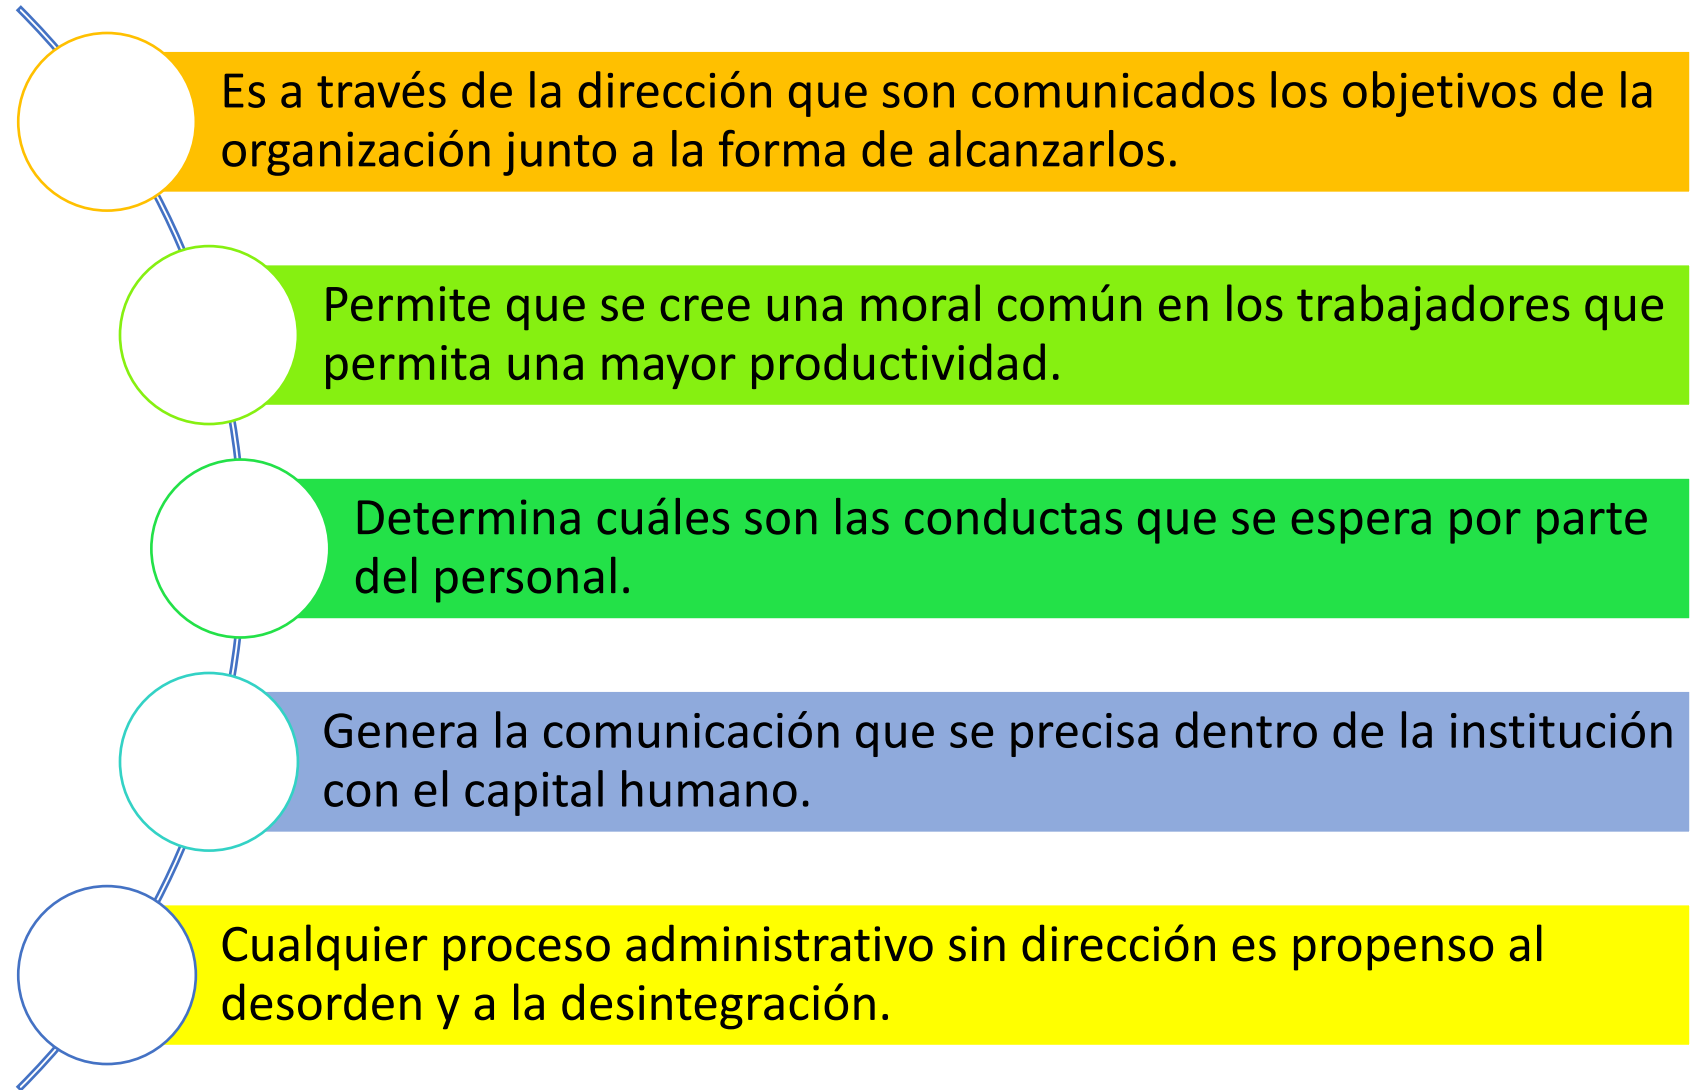 Es a través de la dirección que son comunicados los objetivos de la
organización junto a la forma de alcanzarlos.
Permite que se cree una moral común en los trabajadores que
permita una mayor productividad.
Determina cuáles son las conductas que se espera por parte
del personal.
Genera la comunicación que se precisa dentro de la institución
con el capital humano.
Cualquier proceso administrativo sin dirección es propenso al
desorden y a la desintegración.